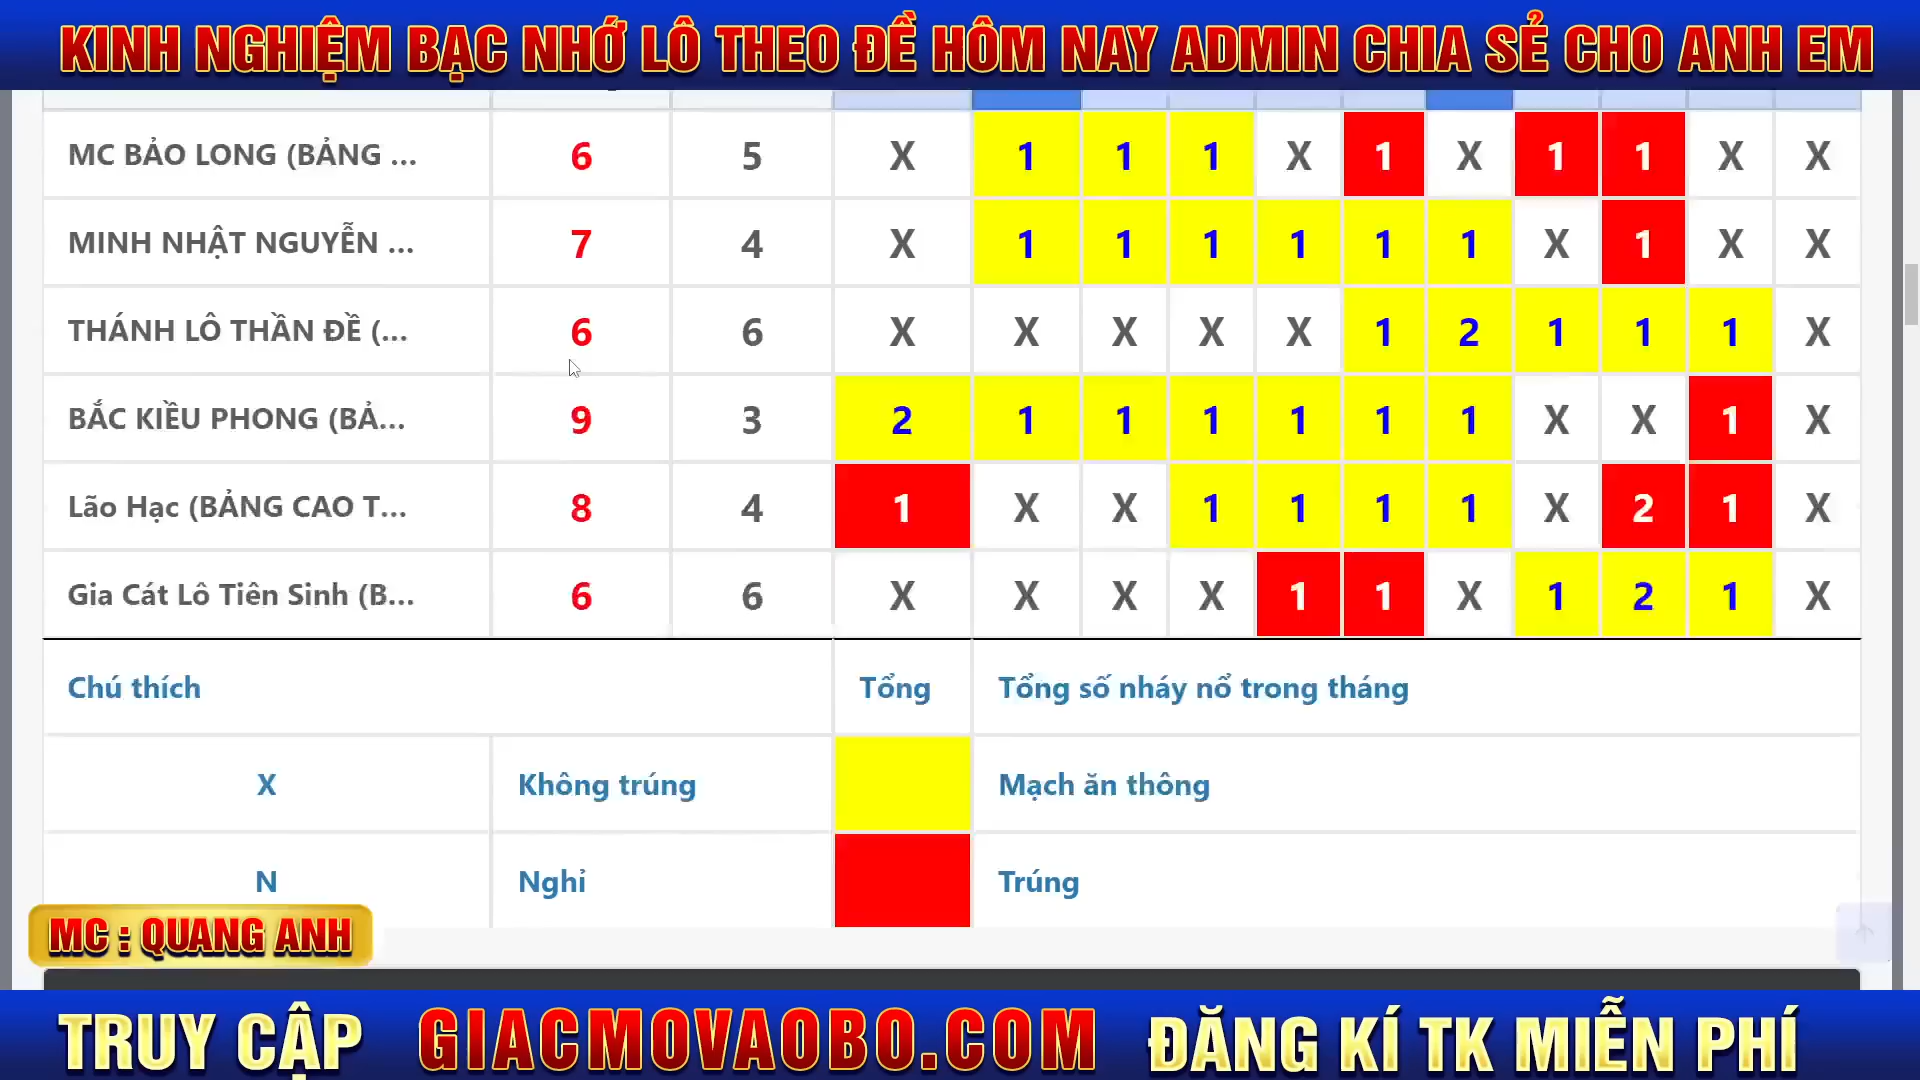 KINH NGHIỆM BẠC NHỚ LÔ THEO ĐỀ HÔM NAY ADMIN CHIA SẺ CHO ANH EM
MC BẢO LONG (BẢNG ... 6 5 X 1 1 1 X 1 X 1 1 X X
MINH NHẬT NGUYỄN ... 7 4 X 1 1 1 1 1 1 X 1 X X
THÁNH LÔ THẦN ĐỀ (... 6 6 X X X X X 1 2 1 1 1 X
BẮC KIỀU PHONG (BẢ... 9 3 2 1 1 1 1 1 1 X X 1 X
Lão Hạc (BẢNG CAO T... 8 4 1 X X 1 1 1 1 X 2 1 X
Gia Cát Lô Tiên Sinh (B... 6 6 X X X X 1 1 X 1 2 1 X
Chú thích Tổng Tổng số nháy nổ trong tháng
X Không trúng Mạch ăn thông
N Nghỉ Trúng
MC : QUANG ANH
TRUY CẬP GIACMOVAOBO.COM ĐĂNG KÍ TK MIỄN PHÍ